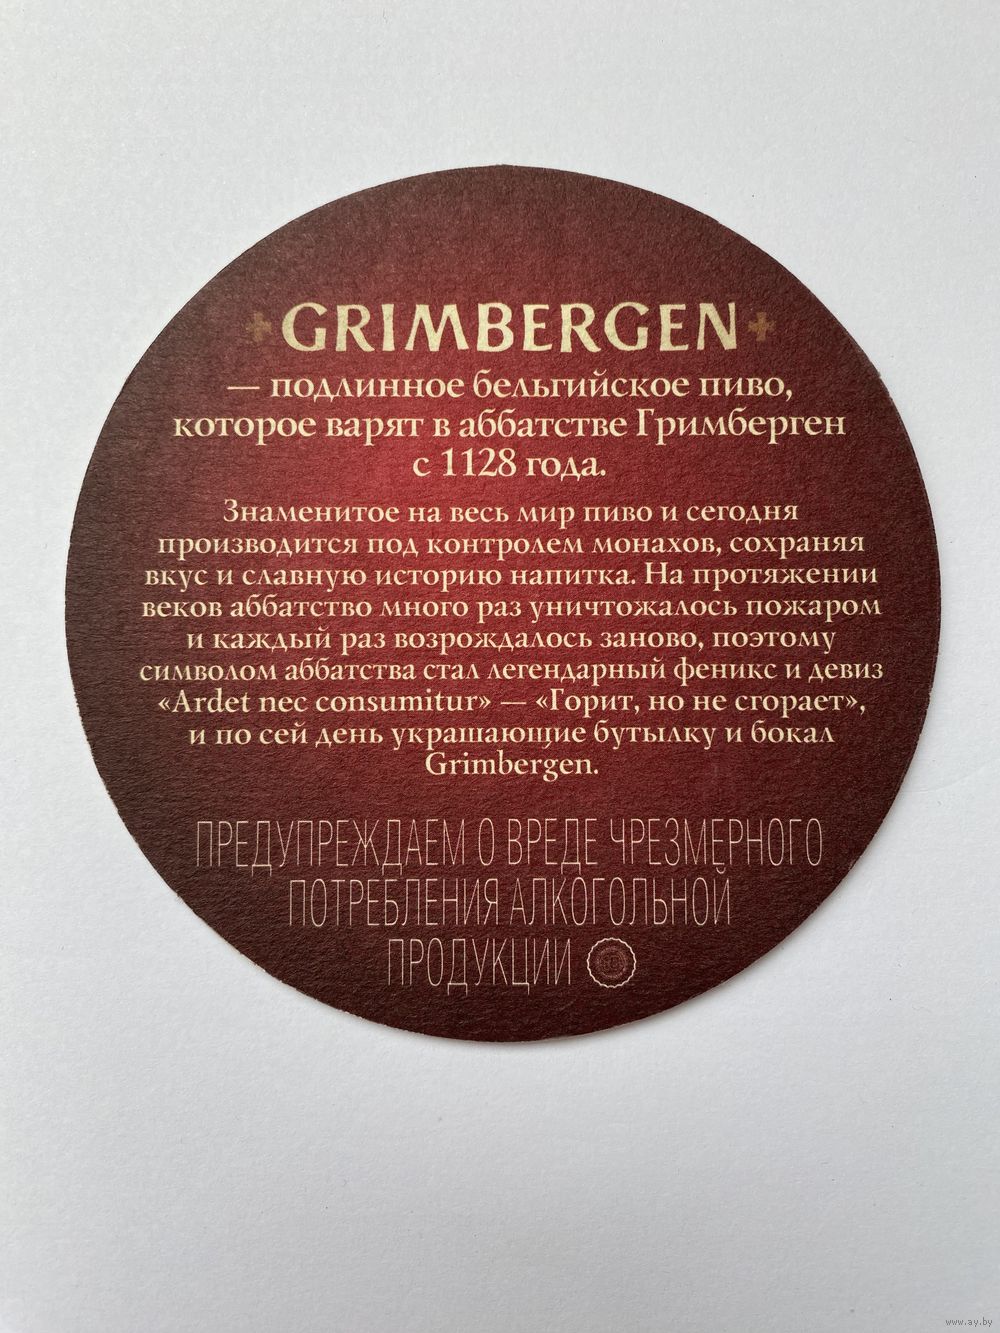 GRIMBERGEN
— подлинное бельгийское пиво,
которое варят в аббатстве Гримберген
с 1128 года.
Знаменитое на весь мир пиво и сегодня
производится под контролем монахов, сохраняя
вкус и славную историю напитка. На протяжении
веков аббатство много раз уничтожалось пожаром
и каждый раз возрождалось заново, поэтому
символом аббатства стал легендарный феникс и девиз
«Ardet nec consumitur» — «Горит, но не сгорает»,
и по сей день украшающие бутылку и бокал
Grimbergen.
ПРЕДУПРЕЖДАЕМ О ВРЕДЕ ЧРЕЗМЕРНОГО
ПОТРЕБЛЕНИЯ АЛКОГОЛЬНОЙ
ПРОДУКЦИИ
www.ay.by